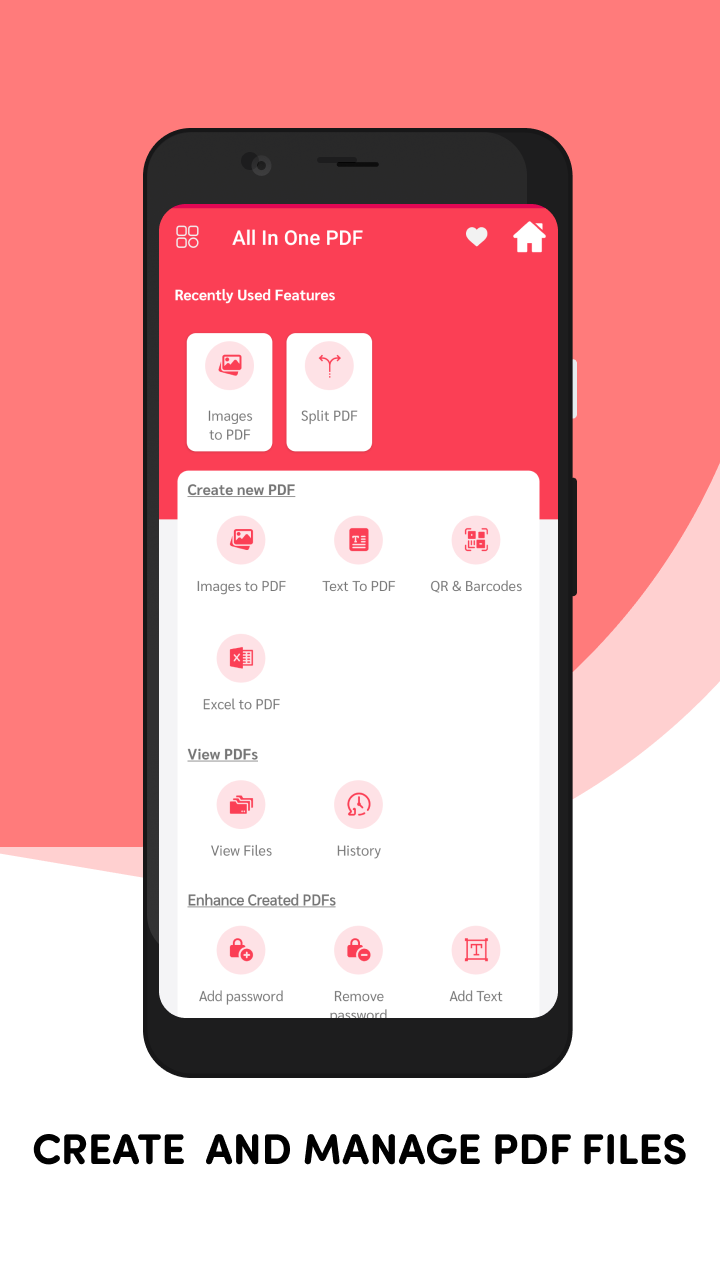 All In One PDF
Recently Used Features
Images
to PDF
Split PDF
Create new PDF
Images to PDF
Text To PDF
QR & Barcodes
Excel to PDF
View PDFs
View Files
History
Enhance Created PDFs
Add password
Remove
password
Add Text
CREATE  AND MANAGE PDF FILES